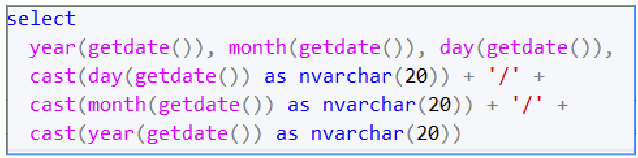 select
year(getdate()), month(getdate()), day(getdate()),
cast(day(getdate()) as nvarchar(20)) + '/' +
cast(month(getdate()) as nvarchar(20)) + '/' +
cast(year(getdate()) as nvarchar(20))